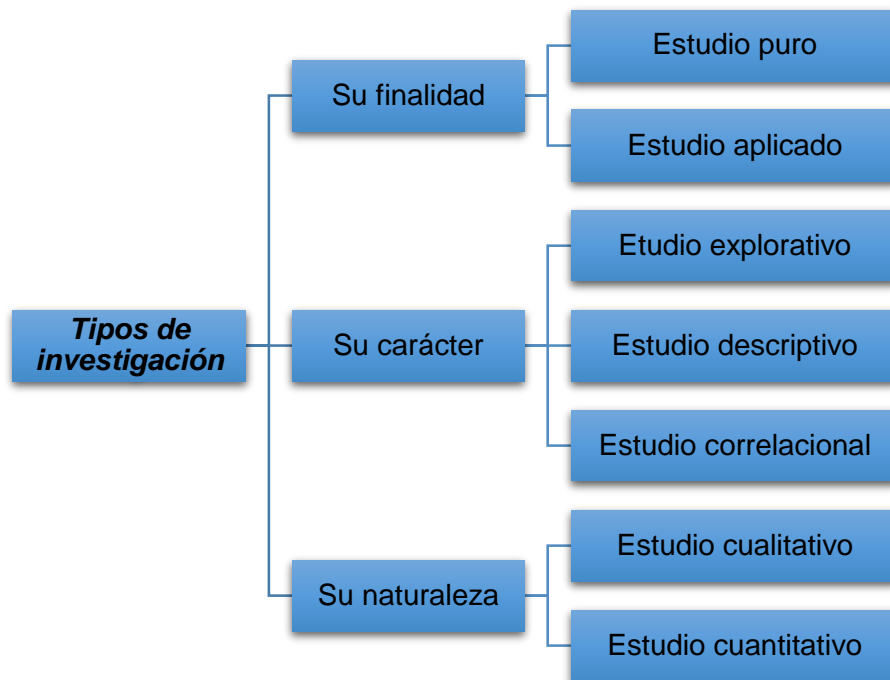 Tipos de
investigación
Su finalidad
Estudio puro
Estudio aplicado
Su carácter
Etudio explorativo
Estudio descriptivo
Estudio correlacional
Su naturaleza
Estudio cualitativo
Estudio cuantitativo